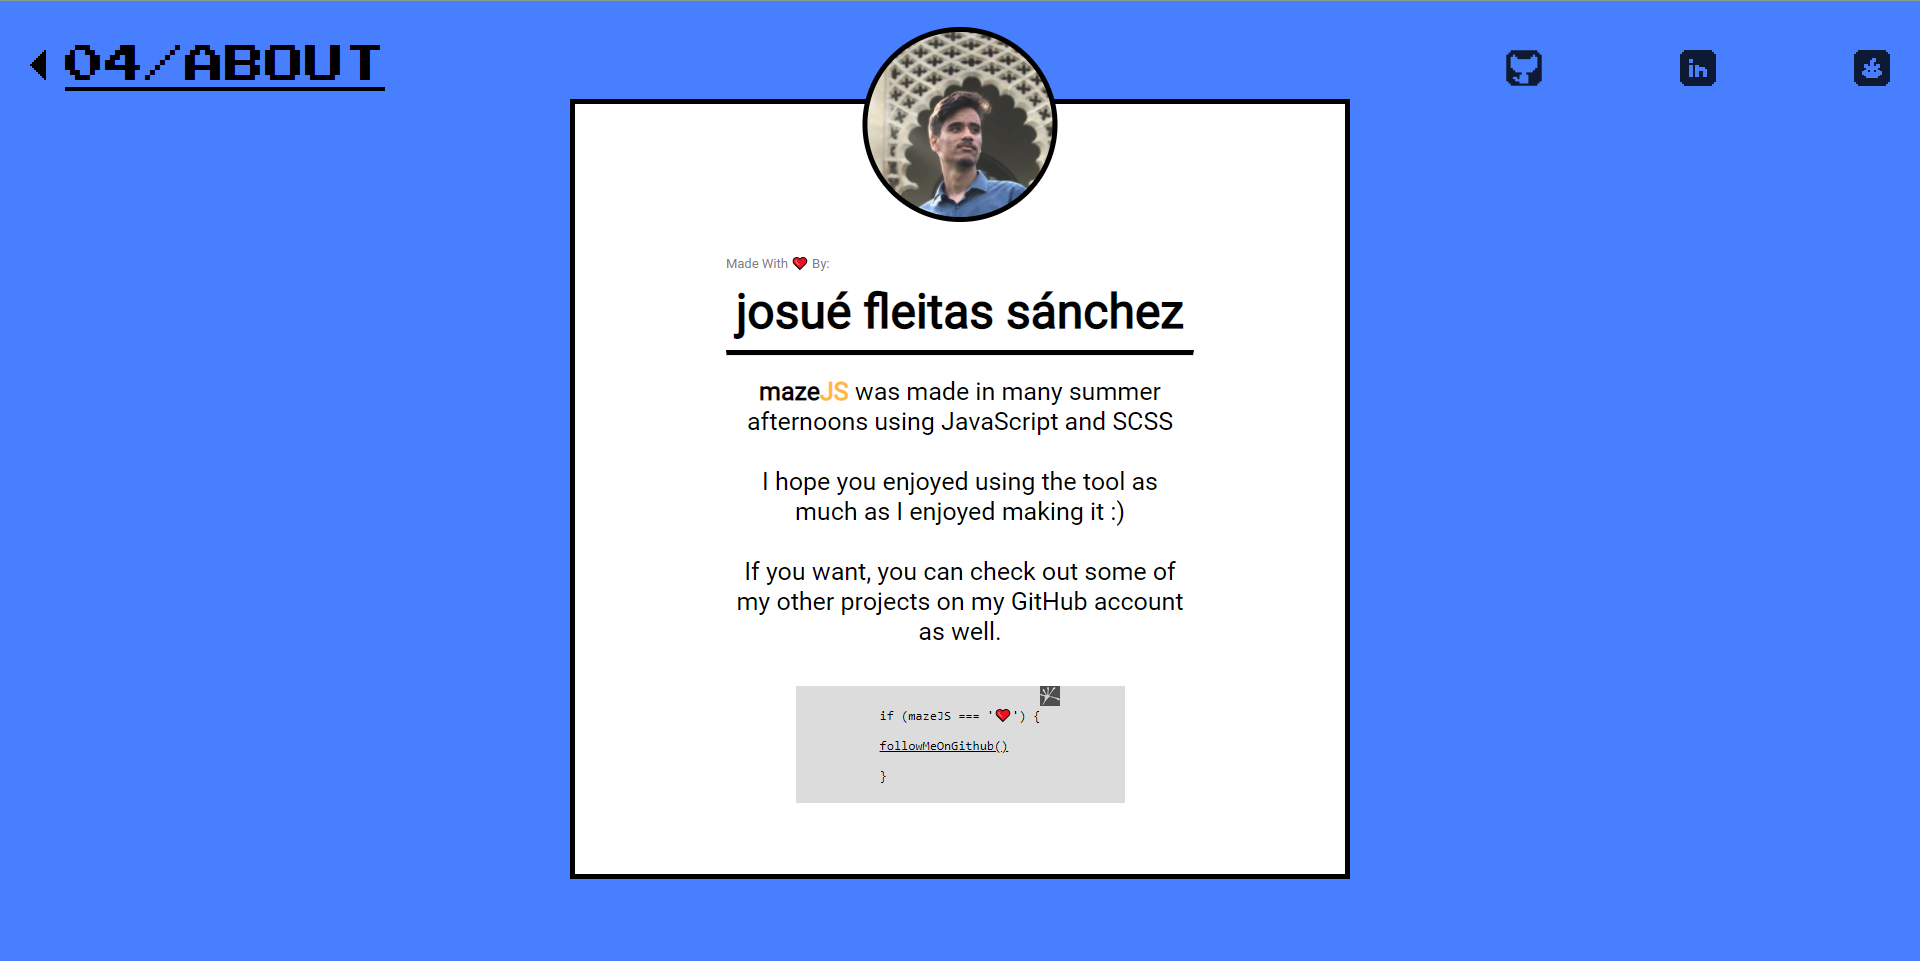 04/ABOUT
in
Made With ❤️ By:
josué fleitas sánchez
mazeJS was made in many summer
afternoons using JavaScript and SCSS
I hope you enjoyed using the tool as
much as I enjoyed making it :)
If you want, you can check out some of
my other projects on my GitHub account
as well.
if (mazeJS === '❤️') {
followMeOnGithub()
}